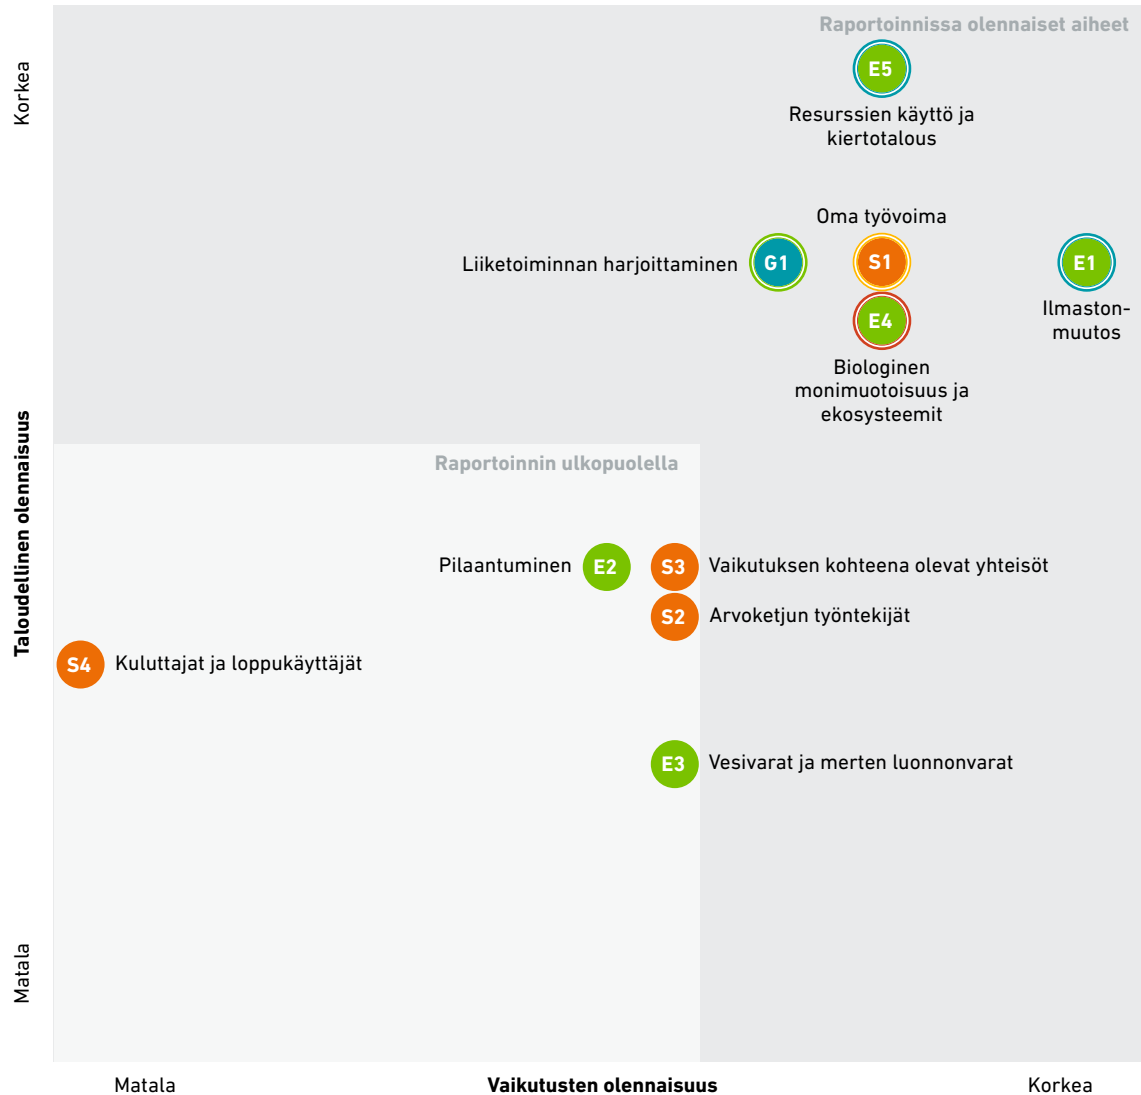 Raportoinnissa olennaiset aiheet
Korkea
E5
Resurssien käyttö ja
kiertotalous
Oma työvoima
Liiketoiminnan harjoittaminen
G1
S1
E1
E4
Ilmaston-
muutos
Biologinen
monimuotoisuus ja
ekosysteemit
Taloudellinen olennaisuus
Raportoinnin ulkopuolella
Pilaantuminen
E2
S3
Vaikutuksen kohteena olevat yhteisöt
S2
Arvoketjun työntekijät
S4
Kuluttajat ja loppukäyttäjät
E3
Vesivarat ja merten luonnonvarat
Matala
Matala
Vaikutusten olennaisuus
Korkea